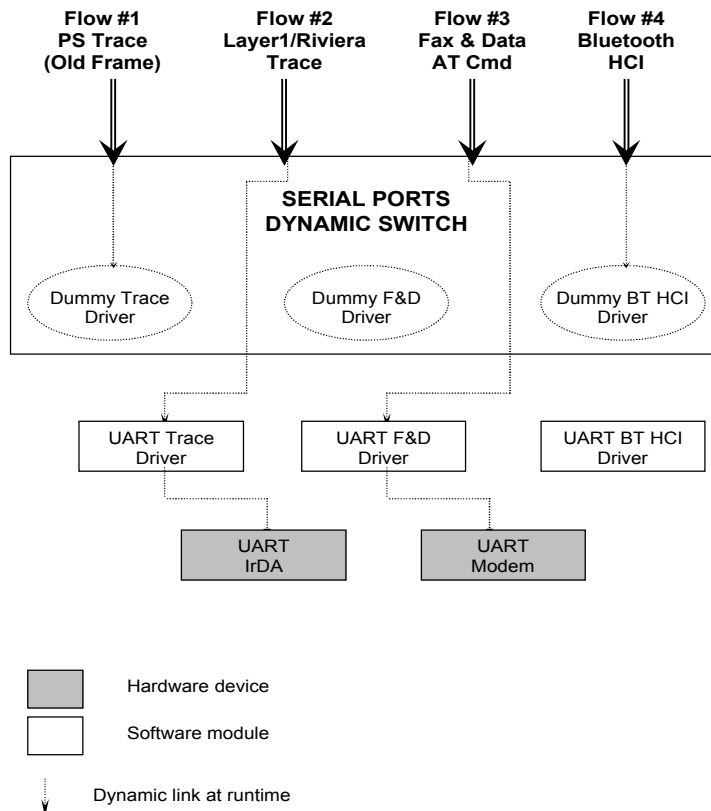 Flow #1
PS Trace
(Old Frame)
Flow #2
Layer1/Riviera
Trace
Flow #3
Fax & Data
AT Cmd
Flow #4
Bluetooth
HCI
SERIAL PORTS
DYNAMIC SWITCH
Dummy Trace
Driver
Dummy F&D
Driver
Dummy BT HCI
Driver
UART Trace
Driver
UART F&D
Driver
UART BT HCI
Driver
UART
IrDA
UART
Modem
Hardware device
Software module
Dynamic link at runtime